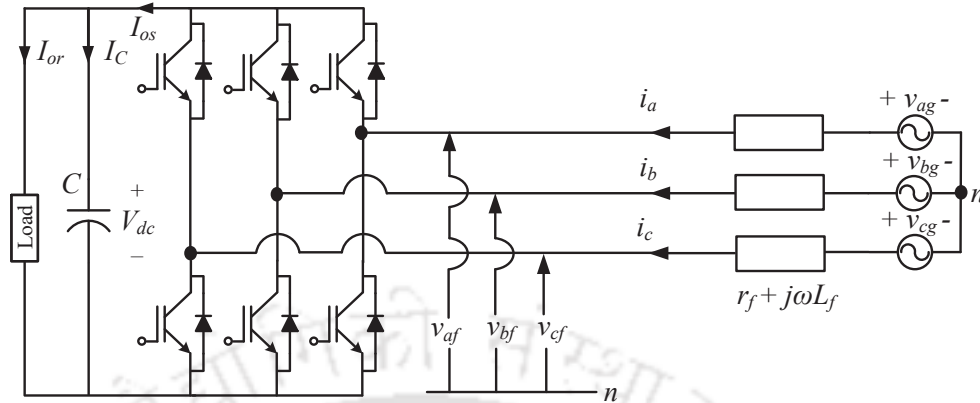 I_os
I_or
I_C
C
+
V_dc
−
Load
i_a
i_b
i_c
+ v_ag -
+ v_bg -
+ v_cg -
n
r_f + jωL_f
v_af
v_bf
v_cf
n